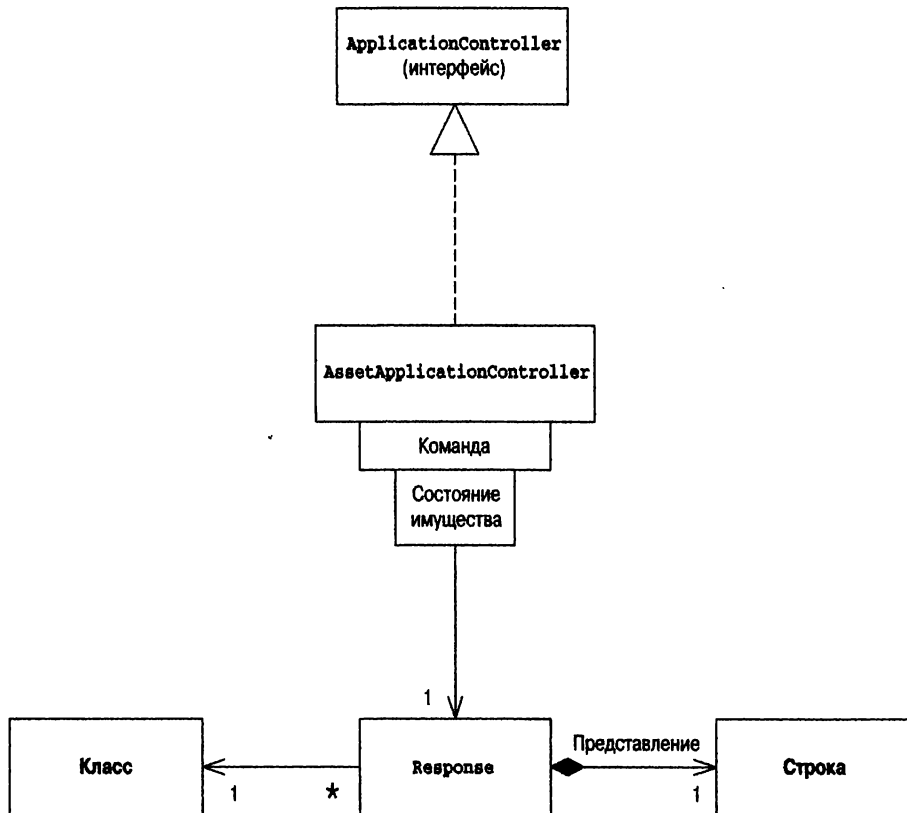 ApplicationController
(интерфейс)
AssetApplicationController
Команда
Состояние
имущества
1
Класс
1
*
Response
Представление
1
Строка